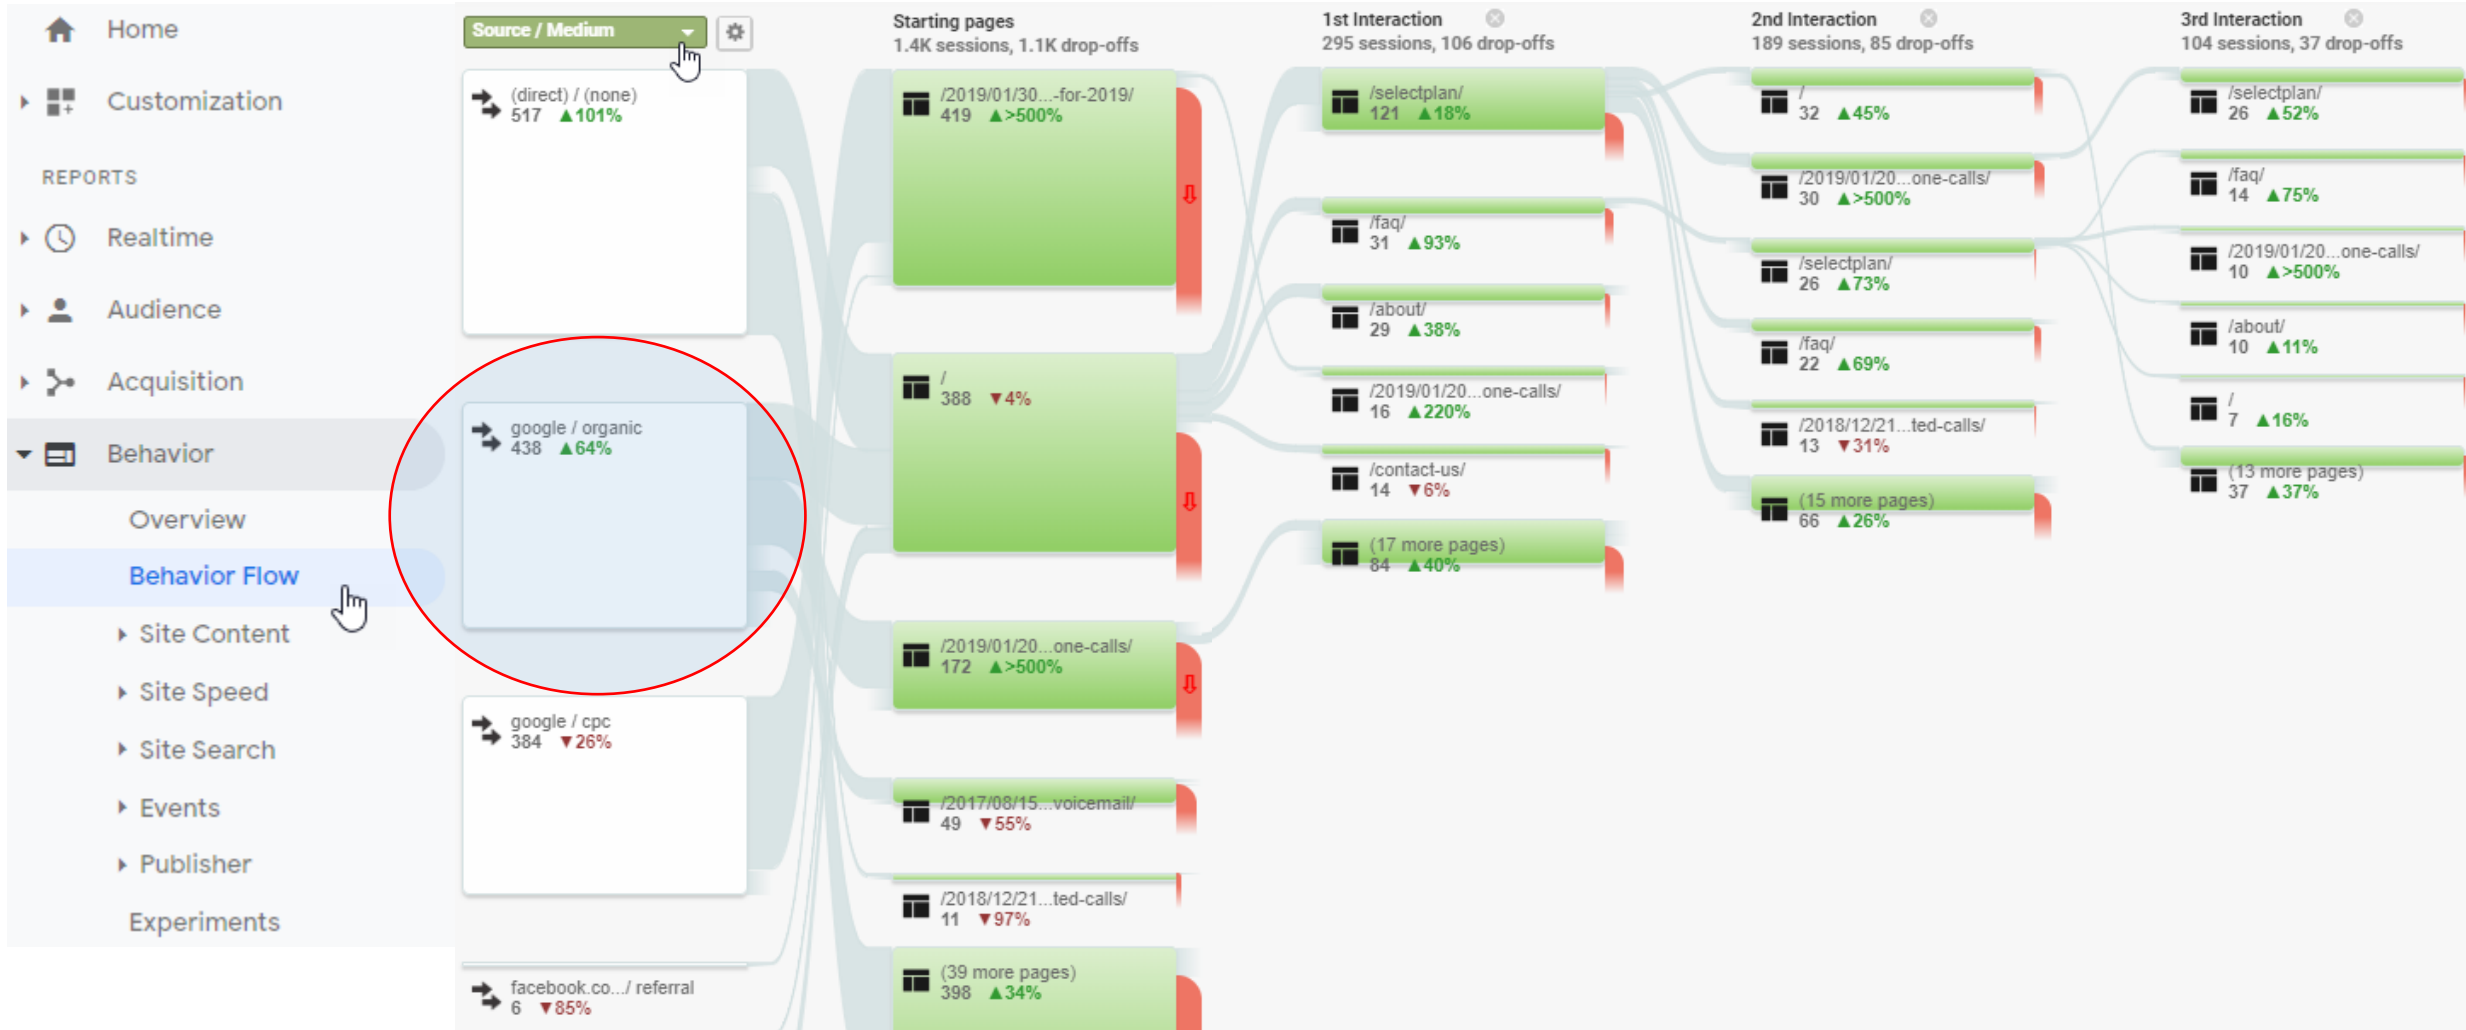 Home
Customization
REPORTS
Realtime
Audience
Acquisition
Behavior
Overview
Behavior Flow
Site Content
Site Speed
Site Search
Events
Publisher
Experiments
Source / Medium
(direct) / (none)
517 ▲101%
google / organic
438 ▲64%
google / cpc
384 ▼26%
facebook.co.../ referral
6 ▼85%
Starting pages
1.4K sessions, 1.1K drop-offs
/2019/01/30...-for-2019/
419 ▲>500%
/
388 ▼4%
/2019/01/20...one-calls/
172 ▲>500%
/2017/08/15...voicemail/
49 ▼55%
/2018/12/21...ted-calls/
11 ▼97%
(39 more pages)
398 ▲34%
1st Interaction
295 sessions, 106 drop-offs
/selectplan/
121 ▲18%
/faq/
31 ▲93%
/about/
29 ▲38%
/2019/01/20...one-calls/
16 ▲220%
/contact-us/
14 ▼6%
(17 more pages)
84 ▲40%
2nd Interaction
189 sessions, 85 drop-offs
/
32 ▲45%
/2019/01/20...one-calls/
30 ▲>500%
/selectplan/
26 ▲73%
/faq/
22 ▲69%
/2018/12/21...ted-calls/
13 ▼31%
(15 more pages)
66 ▲26%
3rd Interaction
104 sessions, 37 drop-offs
/selectplan/
26 ▲52%
/faq/
14 ▲75%
/2019/01/20...one-calls/
10 ▲>500%
/about/
10 ▲11%
/
7 ▲16%
(13 more pages)
37 ▲37%